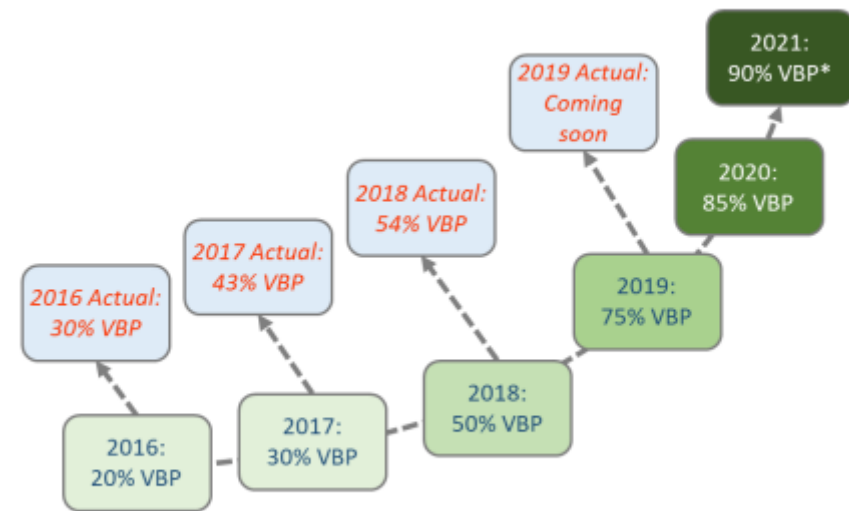 2021:
90% VBP*
2019 Actual:
Coming
soon
2020:
85% VBP
2018 Actual:
54% VBP
2017 Actual:
43% VBP
2016 Actual:
30% VBP
2019:
75% VBP
2018:
50% VBP
2017:
30% VBP
2016:
20% VBP